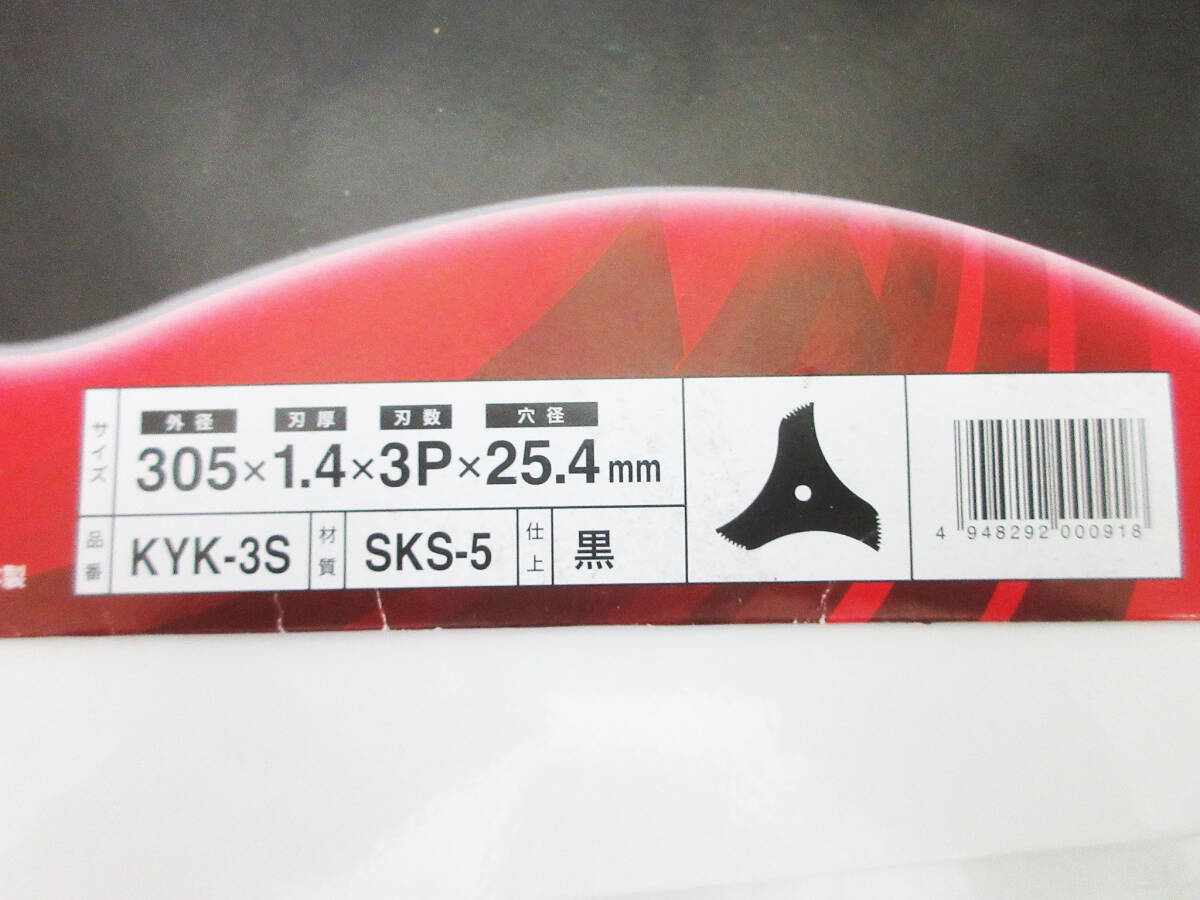 サイズ
外径 刃厚 刃数 穴径
305×1.4×3P×25.4mm
品番 KYK-3S 材質 SKS-5 仕上 黒
4 948292 000918
製